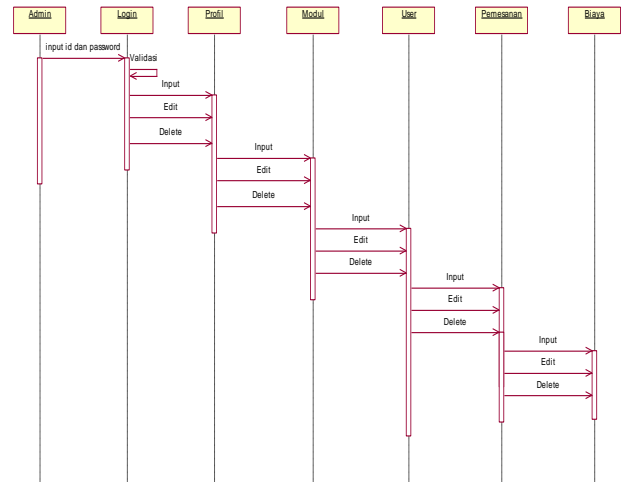 Admin
Login
Profil
Modul
User
Pemesanan
Biaya
input id dan password
Validasi
Input
Edit
Delete
Input
Edit
Delete
Input
Edit
Delete
Input
Edit
Delete
Input
Edit
Delete